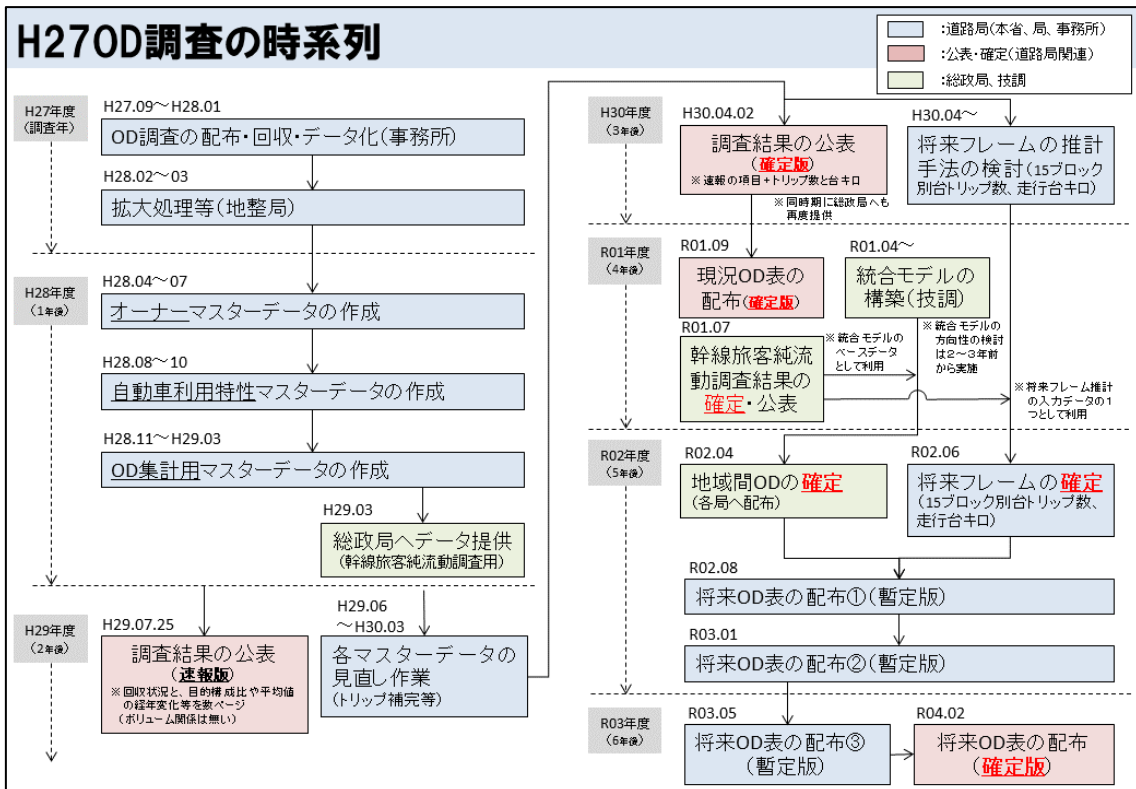 H27OD調査の時系列
:道路局(本省、局、事務所)
:公表・確定(道路局関連)
:総政局、技調
H27年度
(調査年)
H27.09～H28.01
OD調査の配布・回収・データ化(事務所)
H28.02～03
拡大処理等(地整局)
H28年度
(1年後)
H28.04～07
オーナーマスターデータの作成
H28.08～10
自動車利用特性マスターデータの作成
H28.11～H29.03
OD集計用マスターデータの作成
H29.03
総政局へデータ提供
(幹線旅客純流動調査用)
H29年度
(2年後)
H29.07.25
調査結果の公表
(速報版)
※回収状況と、目的構成比や平均値
の経年変化等を数ページ
(ボリューム関係は無い)
H29.06
～H30.03
各マスターデータの
見直し作業
(トリップ補完等)
H30年度
(3年後)
H30.04.02
調査結果の公表
(確定版)
※速報の項目+トリップ数と台キロ
※同時期に総政局へも
再度提供
H30.04～
将来フレームの推計
手法の検討(15ブロック
別台トリップ数、走行台キロ)
R01年度
(4年後)
R01.09
現況OD表の
配布(確定版)
R01.04～
統合モデルの
構築(技調)
R01.07
幹線旅客純流
動調査結果の
確定・公表
※統合モデルの
ベースデータ
として利用
※統合モデルの
方向性の検討
は2～3年前
から実施
※将来フレーム推計
の入力データの1
つとして利用
R02年度
(5年後)
R02.04
地域間ODの確定
(各局へ配布)
R02.06
将来フレームの確定
(15ブロック別台トリップ数、
走行台キロ)
R02.08
将来OD表の配布①(暫定版)
R03.01
将来OD表の配布②(暫定版)
R03年度
(6年後)
R03.05
将来OD表の配布③
(暫定版)
R04.02
将来OD表の配布
(確定版)